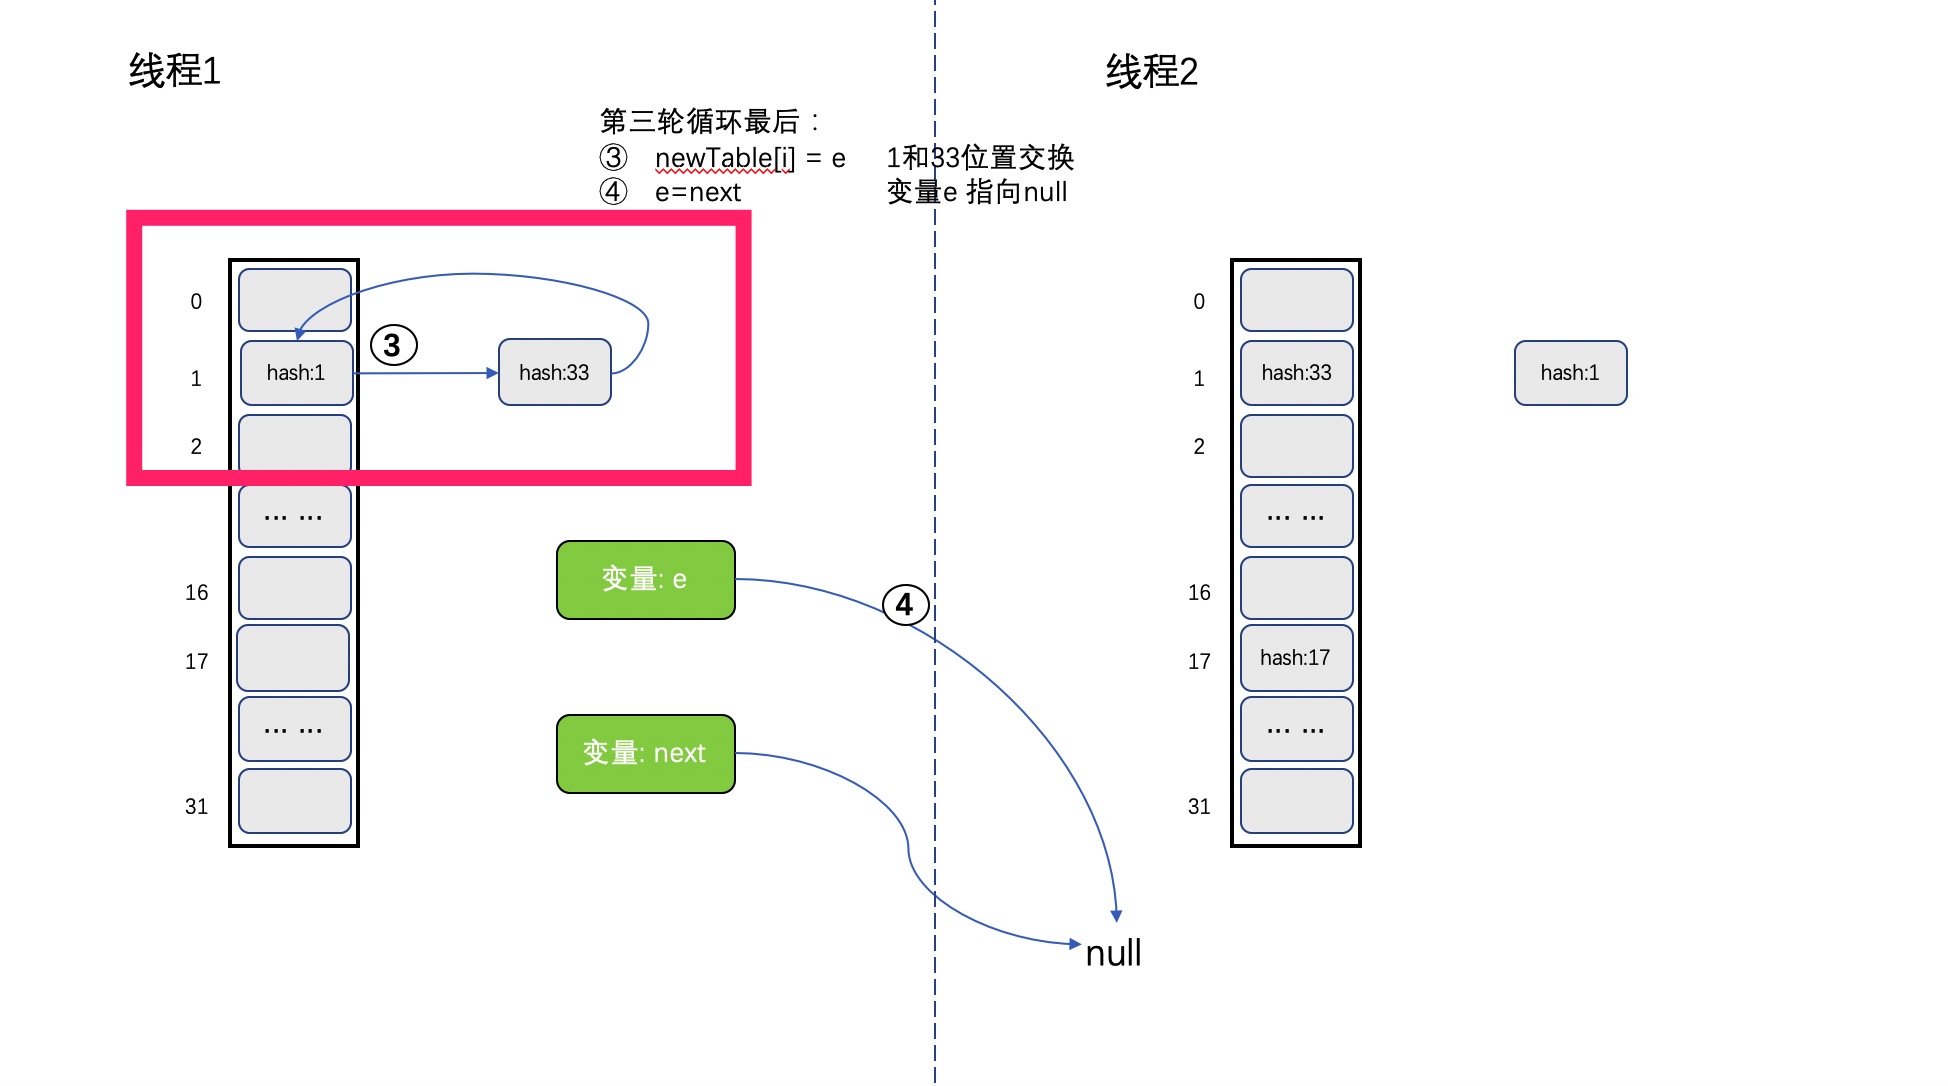 线程1
线程2
第三轮循环最后：
③ newTable[i] = e 1和33位置交换
④ e=next 变量e 指向null
0
hash:1
3
hash:33
1
2
... ...
16
17
... ...
31
变量: e
4
变量: next
null
0
1
hash:33
hash:1
2
... ...
16
17
hash:17
... ...
31